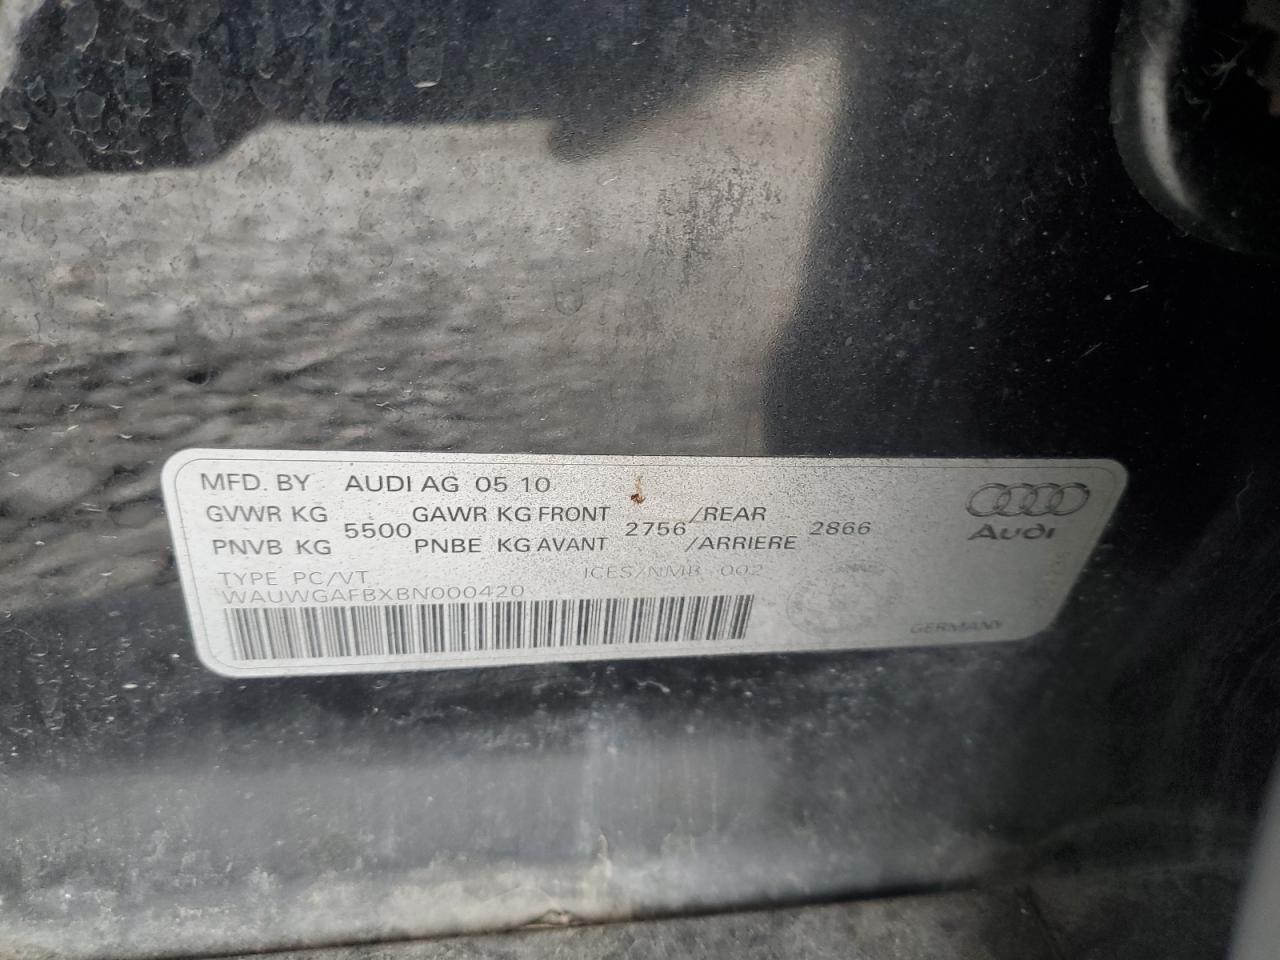 MFD. BY AUDI AG 05 10
GVWR KG 5500 GAWR KG FRONT 2756 /REAR 2866
PNVB KG PNBE KG AVANT /ARRIERE
Audi
TYPE PC/VT ICES/NMB 002
WAUWGAFBXBN000420
GERMANY